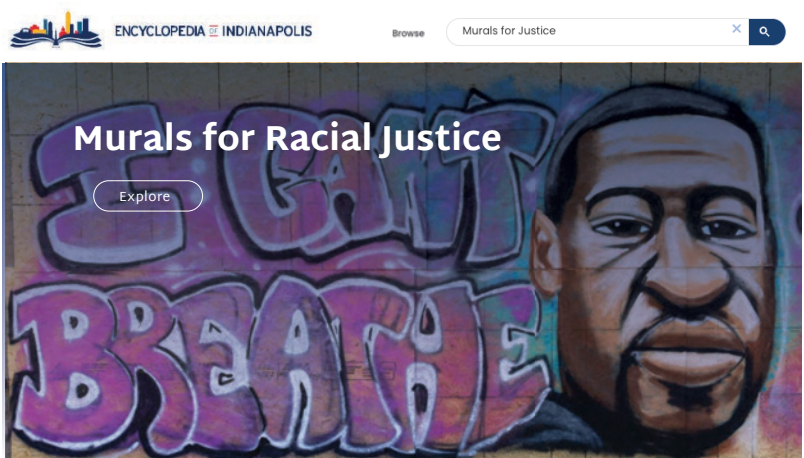 ENCYCLOPEDIA OF INDIANAPOLIS
Browse
Murals for Justice
Murals for Racial Justice
Explore
I CAN'T
BREATHE